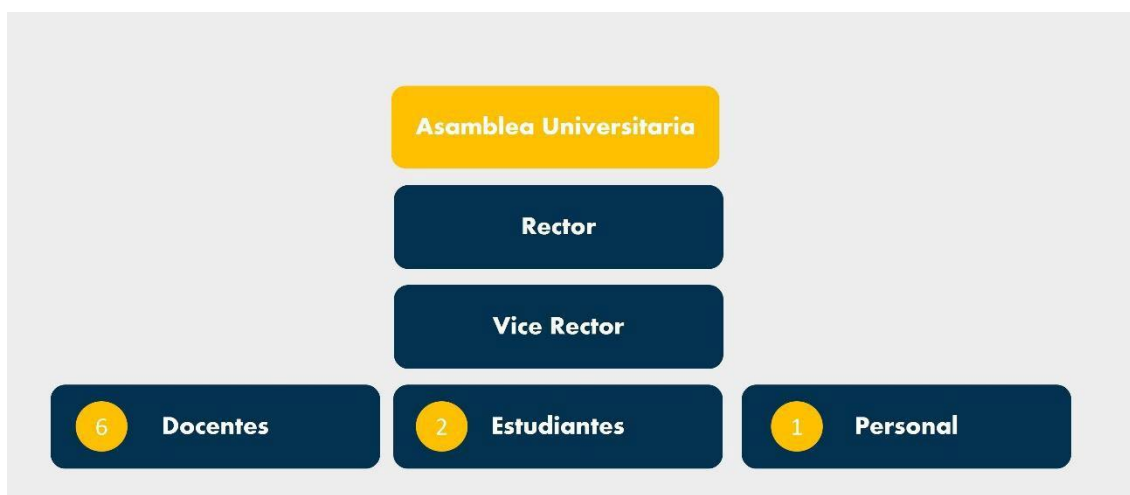 Asamblea Universitaria
Rector
Vice Rector
6 Docentes
2 Estudiantes
1 Personal